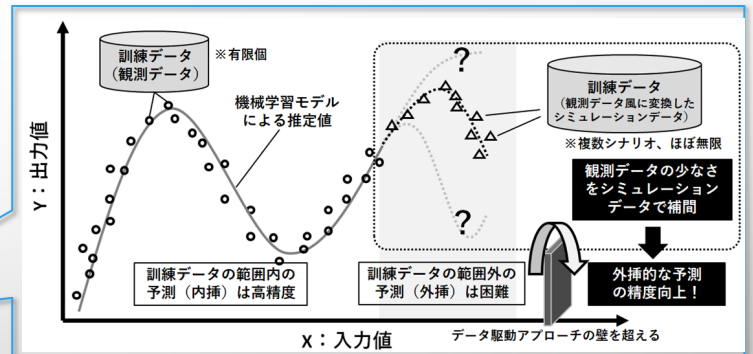 訓練データ
（観測データ）
※有限個
機械学習モデル
による推定値
?
?
訓練データ
（観測データ風に変換した
シミュレーションデータ）
※複数シナリオ、ほぼ無限
観測データの少なさ
をシミュレーション
データで補間
訓練データの範囲内の
予測（内挿）は高精度
訓練データの範囲外の
予測（外挿）は困難
外挿的な予測
の精度向上！
Y：出力値
X：入力値
データ駆動アプローチの壁を超える